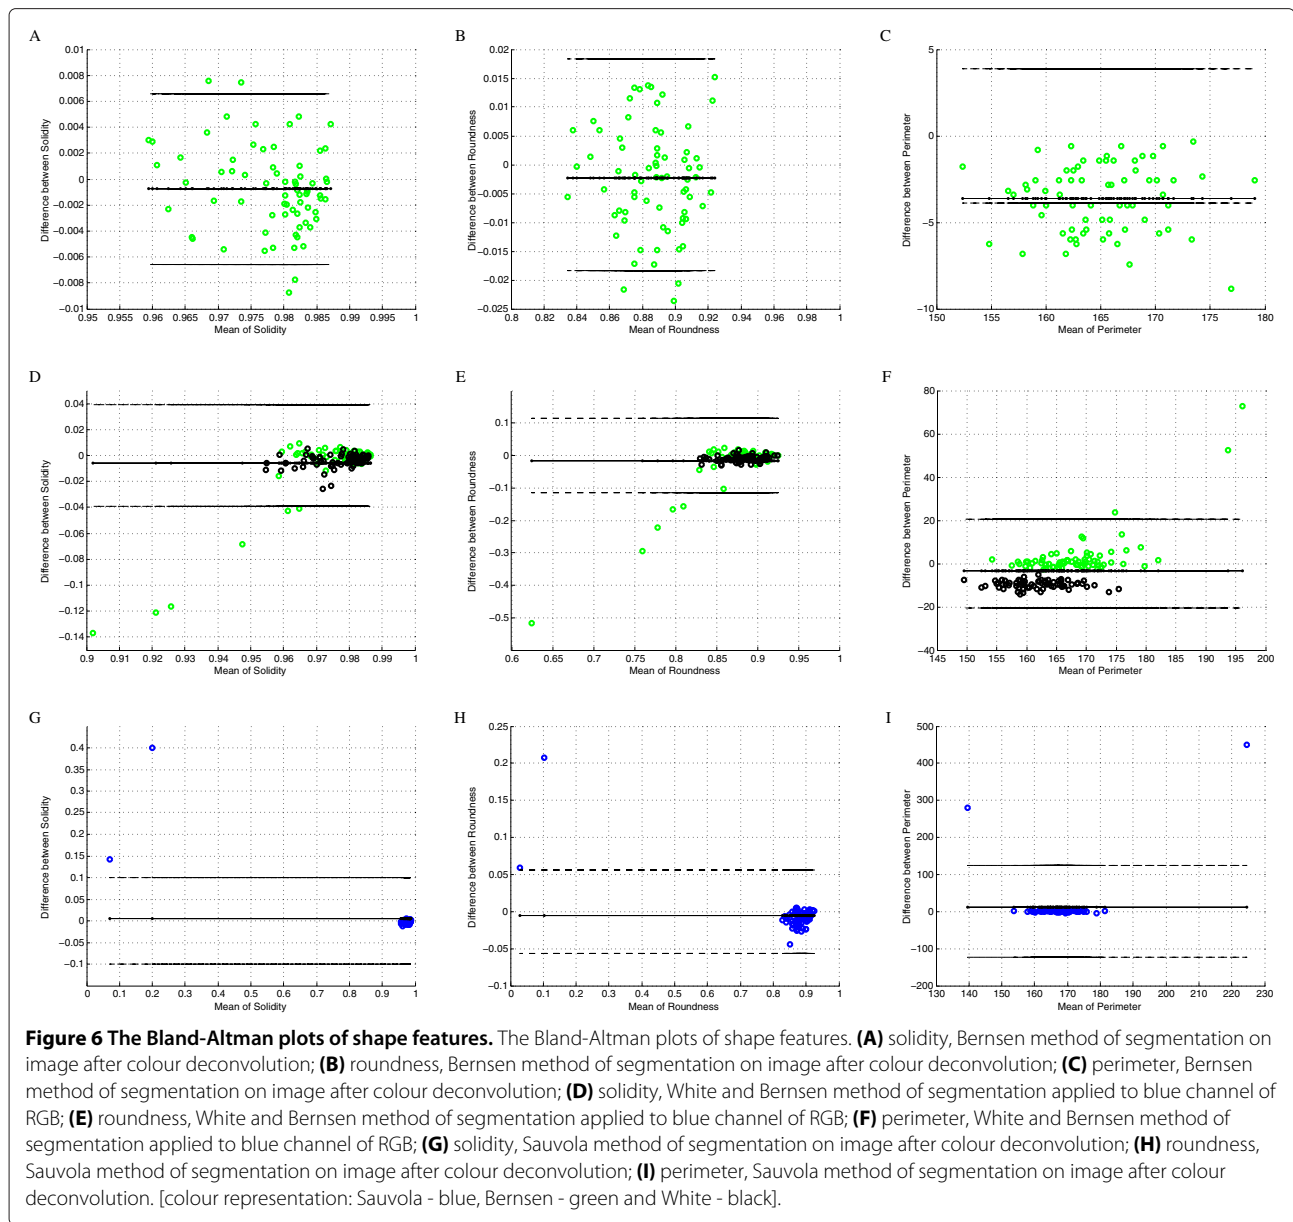 A
B
C
0.01
0.008
0.006
0.004
0.002
0
−0.002
−0.004
−0.006
−0.008
−0.01
Difference between Solidity
0.95 0.955 0.96 0.965 0.97 0.975 0.98 0.985 0.99 0.995 1
Mean of Solidity
0.02
0.015
0.01
0.005
0
−0.005
−0.01
−0.015
−0.02
−0.025
Difference between Roundness
0.8 0.82 0.84 0.86 0.88 0.9 0.92 0.94 0.96 0.98 1
Mean of Roundness
5
0
−5
−10
Difference between Perimeter
150 155 160 165 170 175 180
Mean of Perimeter
D
E
F
0.04
0.02
0
−0.02
−0.04
−0.06
−0.08
−0.1
−0.12
−0.14
Difference between Solidity
0.9 0.91 0.92 0.93 0.94 0.95 0.96 0.97 0.98 0.99 1
Mean of Solidity
0.1
0
−0.1
−0.2
−0.3
−0.4
−0.5
Difference between Roundness
0.6 0.65 0.7 0.75 0.8 0.85 0.9 0.95 1
Mean of Roundness
80
60
40
20
0
−20
−40
Difference between Perimeter
145 150 155 160 165 170 175 180 185 190 195 200
Mean of Perimeter
G
H
I
0.4
0.35
0.3
0.25
0.2
0.15
0.1
0.05
0
−0.05
−0.1
Difference between Solidity
0 0.1 0.2 0.3 0.4 0.5 0.6 0.7 0.8 0.9 1
Mean of Solidity
0.25
0.2
0.15
0.1
0.05
0
−0.05
−0.1
Difference between Roundness
0 0.1 0.2 0.3 0.4 0.5 0.6 0.7 0.8 0.9 1
Mean of Roundness
500
400
300
200
100
0
−100
−200
Difference between Perimeter
130 140 150 160 170 180 190 200 210 220 230
Mean of Perimeter
Figure 6 The Bland-Altman plots of shape features. The Bland-Altman plots of shape features. (A) solidity, Bernsen method of segmentation on
image after colour deconvolution; (B) roundness, Bernsen method of segmentation on image after colour deconvolution; (C) perimeter, Bernsen
method of segmentation on image after colour deconvolution; (D) solidity, White and Bernsen method of segmentation applied to blue channel of
RGB; (E) roundness, White and Bernsen method of segmentation applied to blue channel of RGB; (F) perimeter, White and Bernsen method of
segmentation applied to blue channel of RGB; (G) solidity, Sauvola method of segmentation on image after colour deconvolution; (H) roundness,
Sauvola method of segmentation on image after colour deconvolution; (I) perimeter, Sauvola method of segmentation on image after colour
deconvolution. [colour representation: Sauvola - blue, Bernsen - green and White - black].